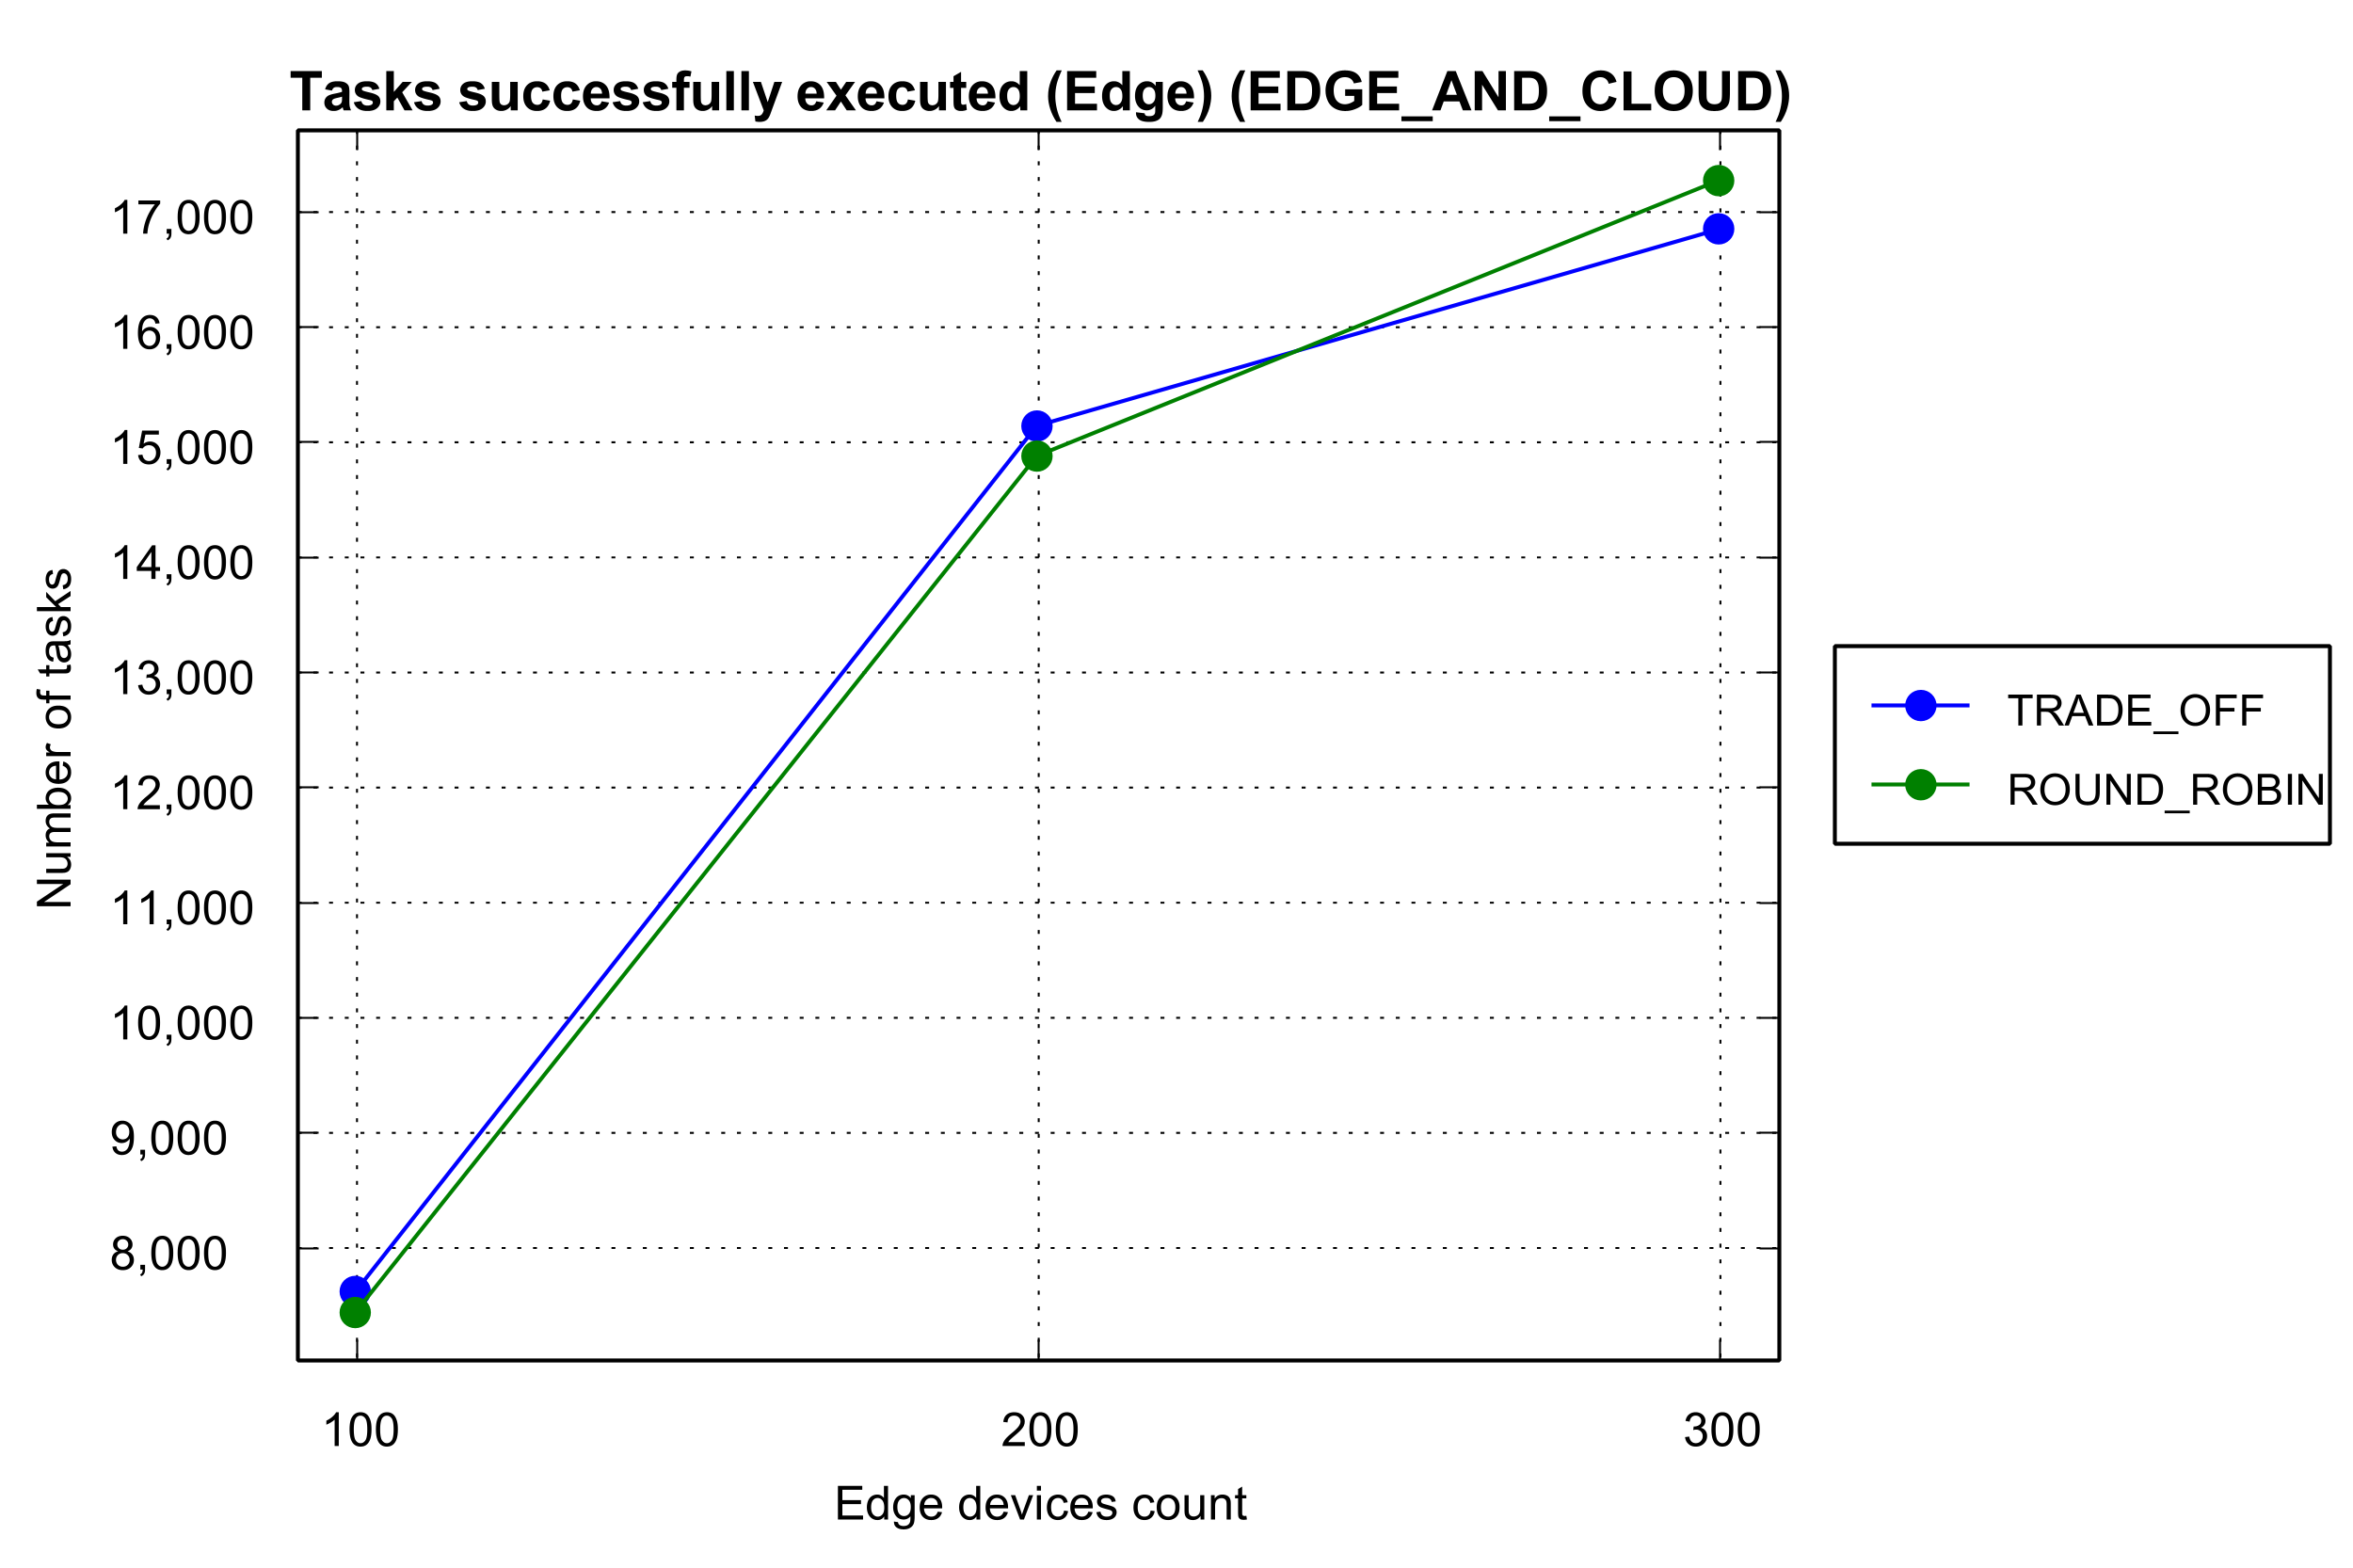 Tasks successfully executed (Edge) (EDGE_AND_CLOUD)
17,000
16,000
15,000
14,000
13,000
12,000
11,000
10,000
9,000
8,000
Number of tasks
100 200 300
Edge devices count
TRADE_OFF
ROUND_ROBIN